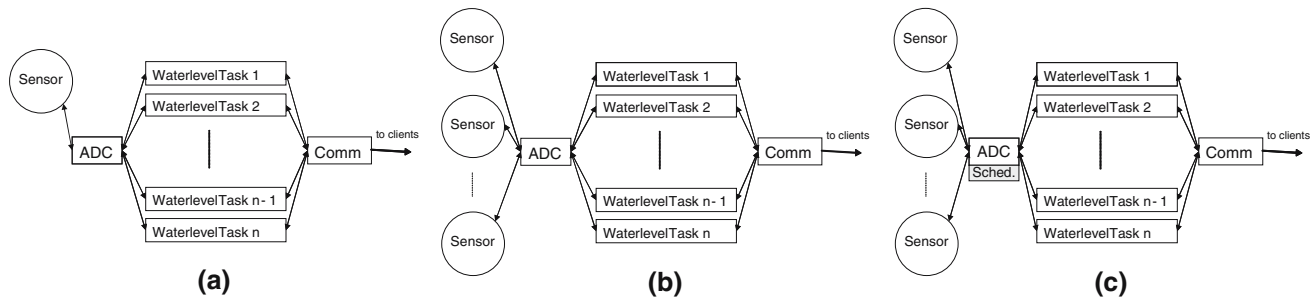 Sensor
ADC
WaterlevelTask 1
WaterlevelTask 2
WaterlevelTask n- 1
WaterlevelTask n
Comm
to clients
(a)
Sensor
Sensor
Sensor
ADC
WaterlevelTask 1
WaterlevelTask 2
WaterlevelTask n- 1
WaterlevelTask n
Comm
to clients
(b)
Sensor
Sensor
Sensor
ADC
Sched.
WaterlevelTask 1
WaterlevelTask 2
WaterlevelTask n- 1
WaterlevelTask n
Comm
to clients
(c)